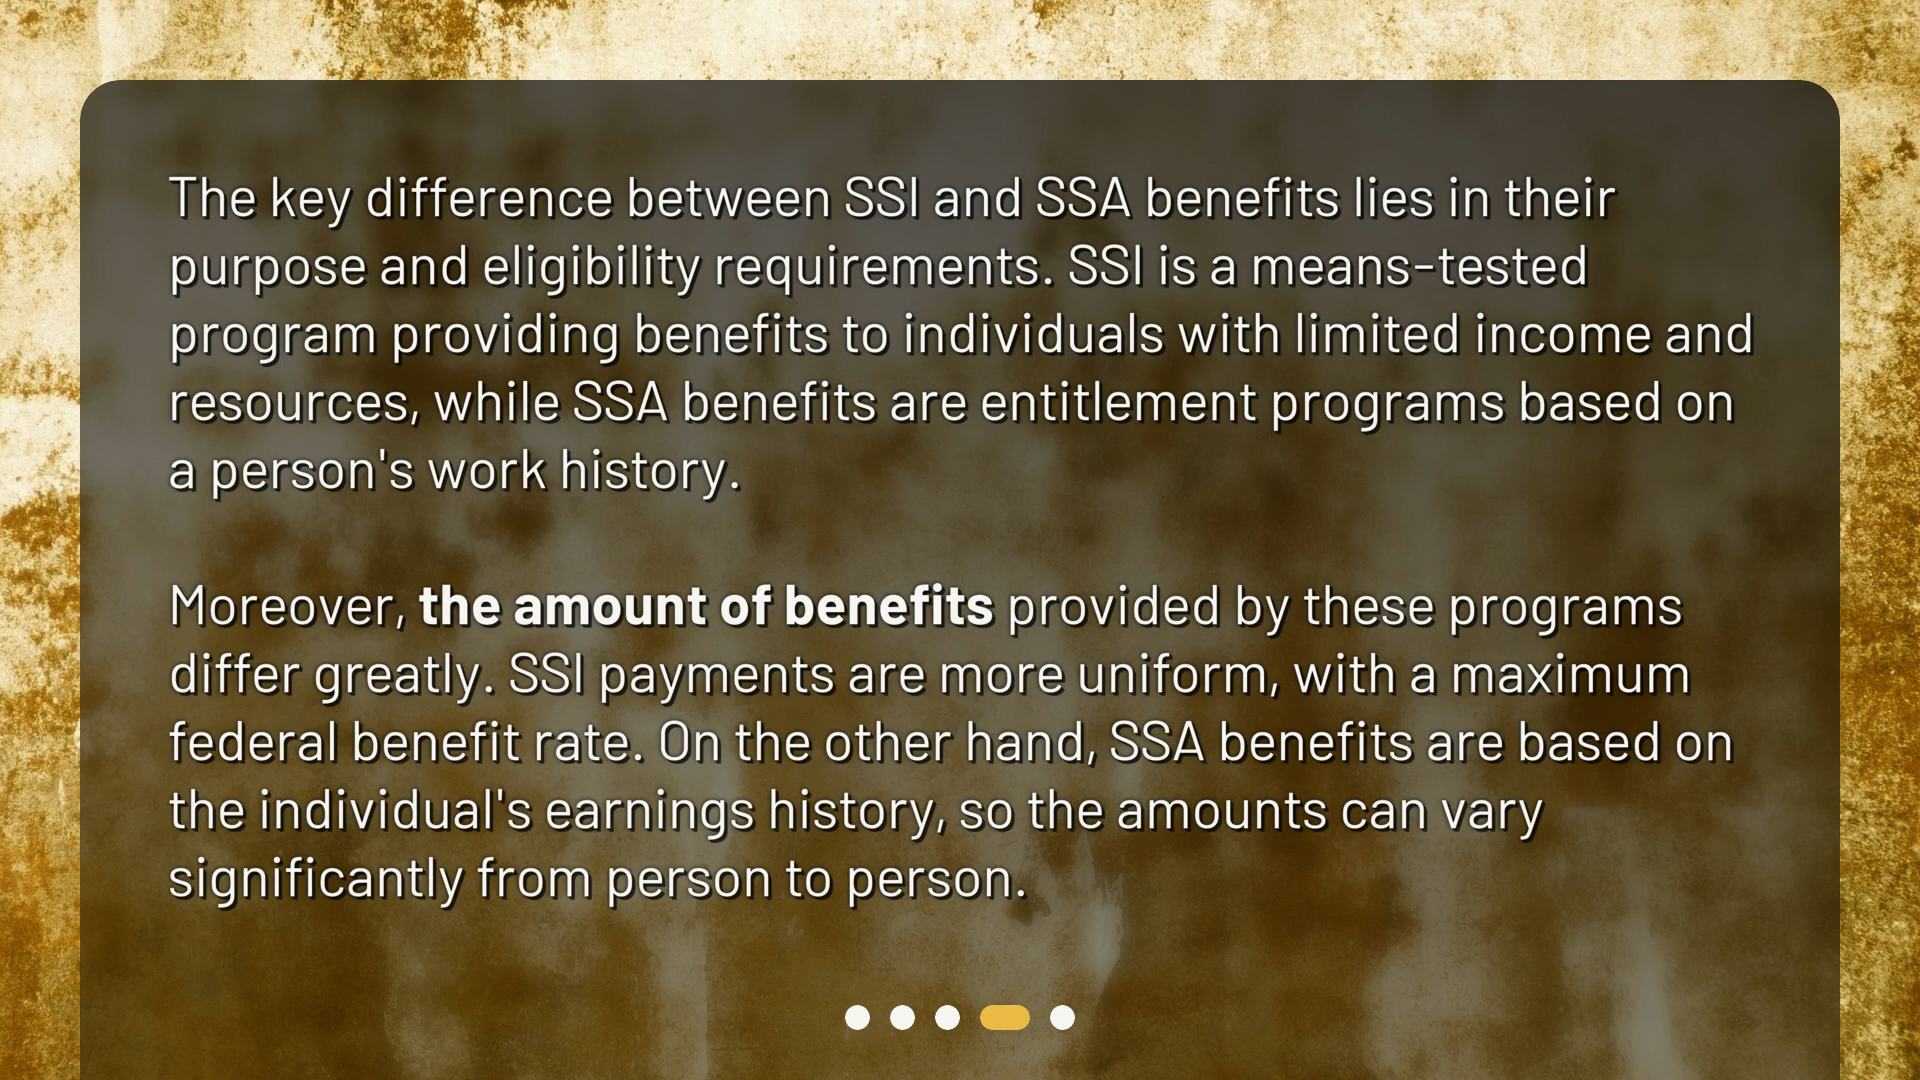 The key difference between SSI and SSA benefits lies in their
purpose and eligibility requirements. SSI is a means-tested
program providing benefits to individuals with limited income and
resources, while SSA benefits are entitlement programs based on
a person's work history.
Moreover, the amount of benefits provided by these programs
differ greatly. SSI payments are more uniform, with a maximum
federal benefit rate. On the other hand, SSA benefits are based on
the individual's earnings history, so the amounts can vary
significantly from person to person.